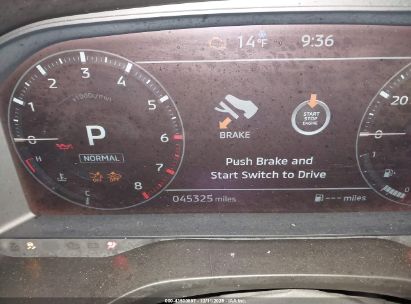 14°F 9:36
1 2 3 4 5 6 7 8
x1000r/min
0
P
NORMAL
H
C
BRAKE
START STOP ENGINE
20
0
Push Brake and
Start Switch to Drive
045325 miles
--- miles